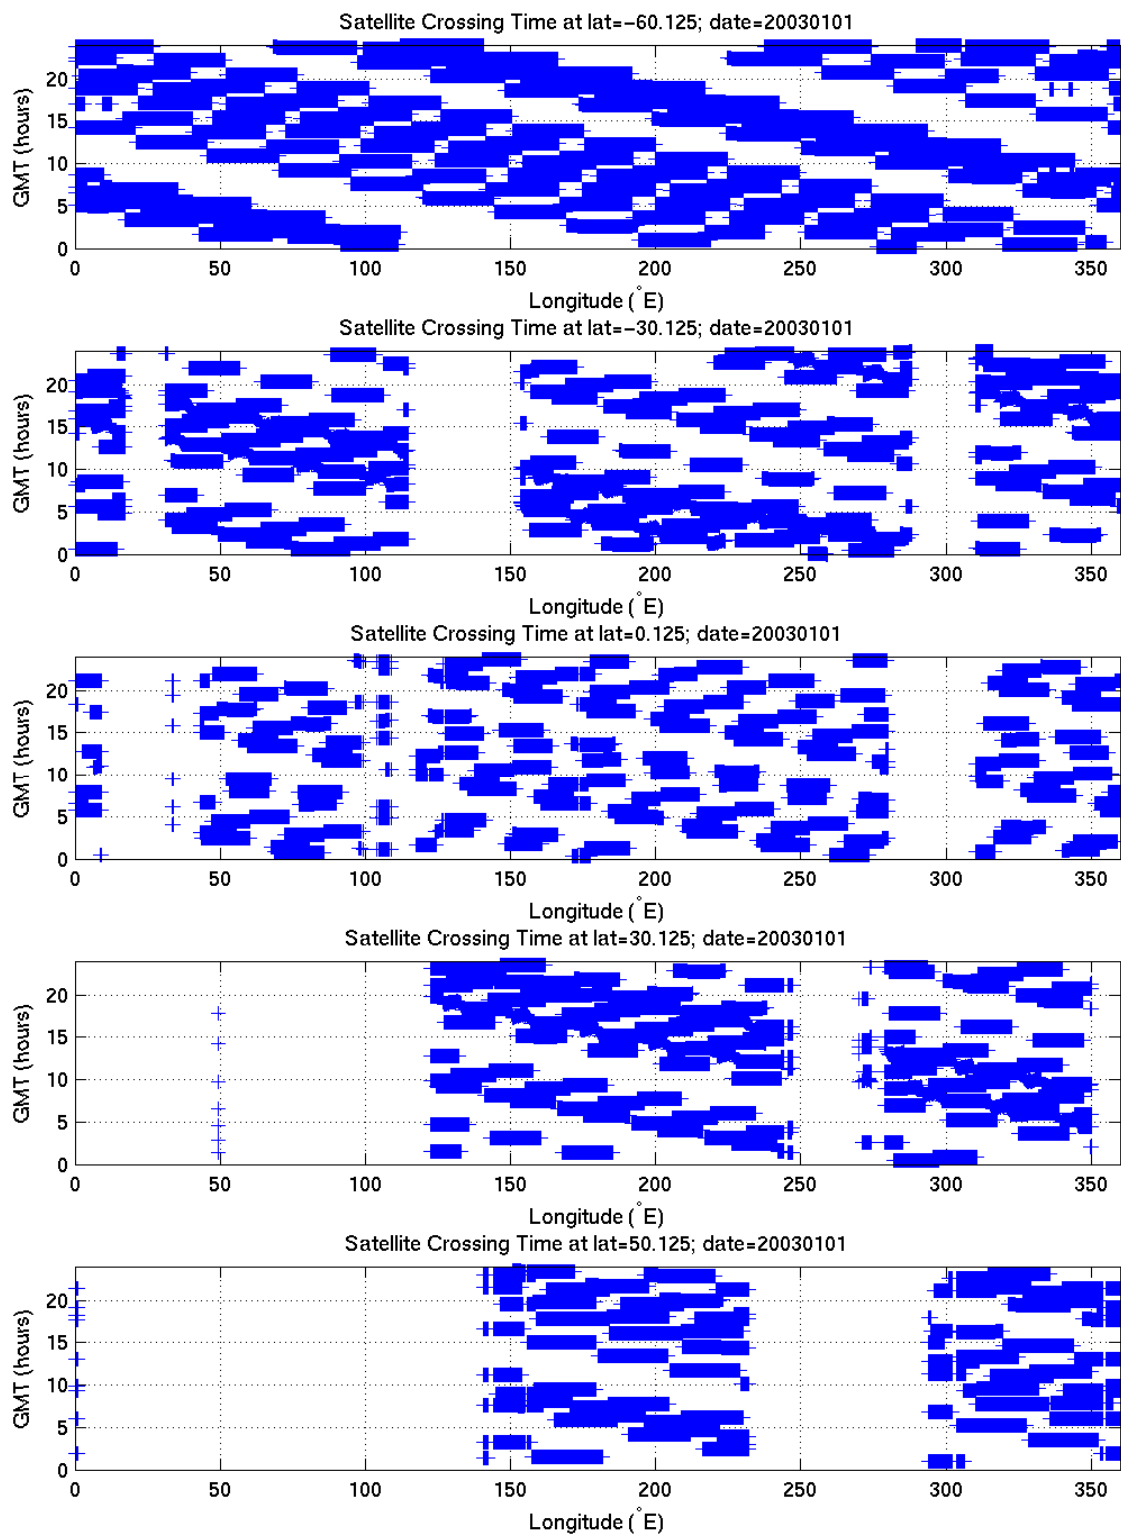 Satellite Crossing Time at lat=−60.125; date=20030101
GMT (hours)
20
15
10
5
0
0 50 100 150 200 250 300 350
Longitude (°E)
Satellite Crossing Time at lat=−30.125; date=20030101
GMT (hours)
20
15
10
5
0
0 50 100 150 200 250 300 350
Longitude (°E)
Satellite Crossing Time at lat=0.125; date=20030101
GMT (hours)
20
15
10
5
0
0 50 100 150 200 250 300 350
Longitude (°E)
Satellite Crossing Time at lat=30.125; date=20030101
GMT (hours)
20
15
10
5
0
0 50 100 150 200 250 300 350
Longitude (°E)
Satellite Crossing Time at lat=50.125; date=20030101
GMT (hours)
20
15
10
5
0
0 50 100 150 200 250 300 350
Longitude (°E)